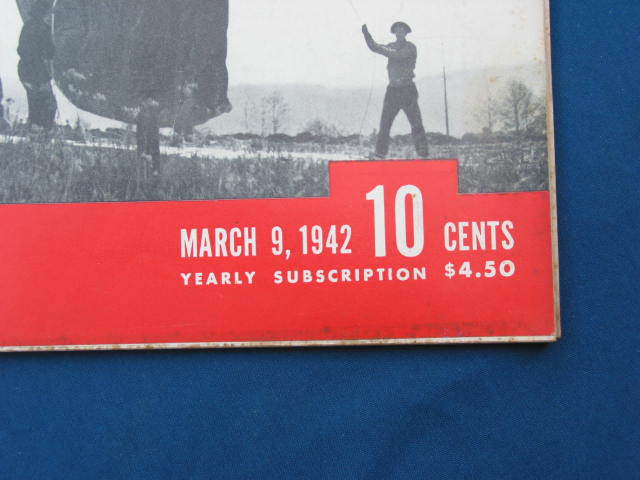 MARCH 9, 1942 10 CENTS
YEARLY SUBSCRIPTION $4.50